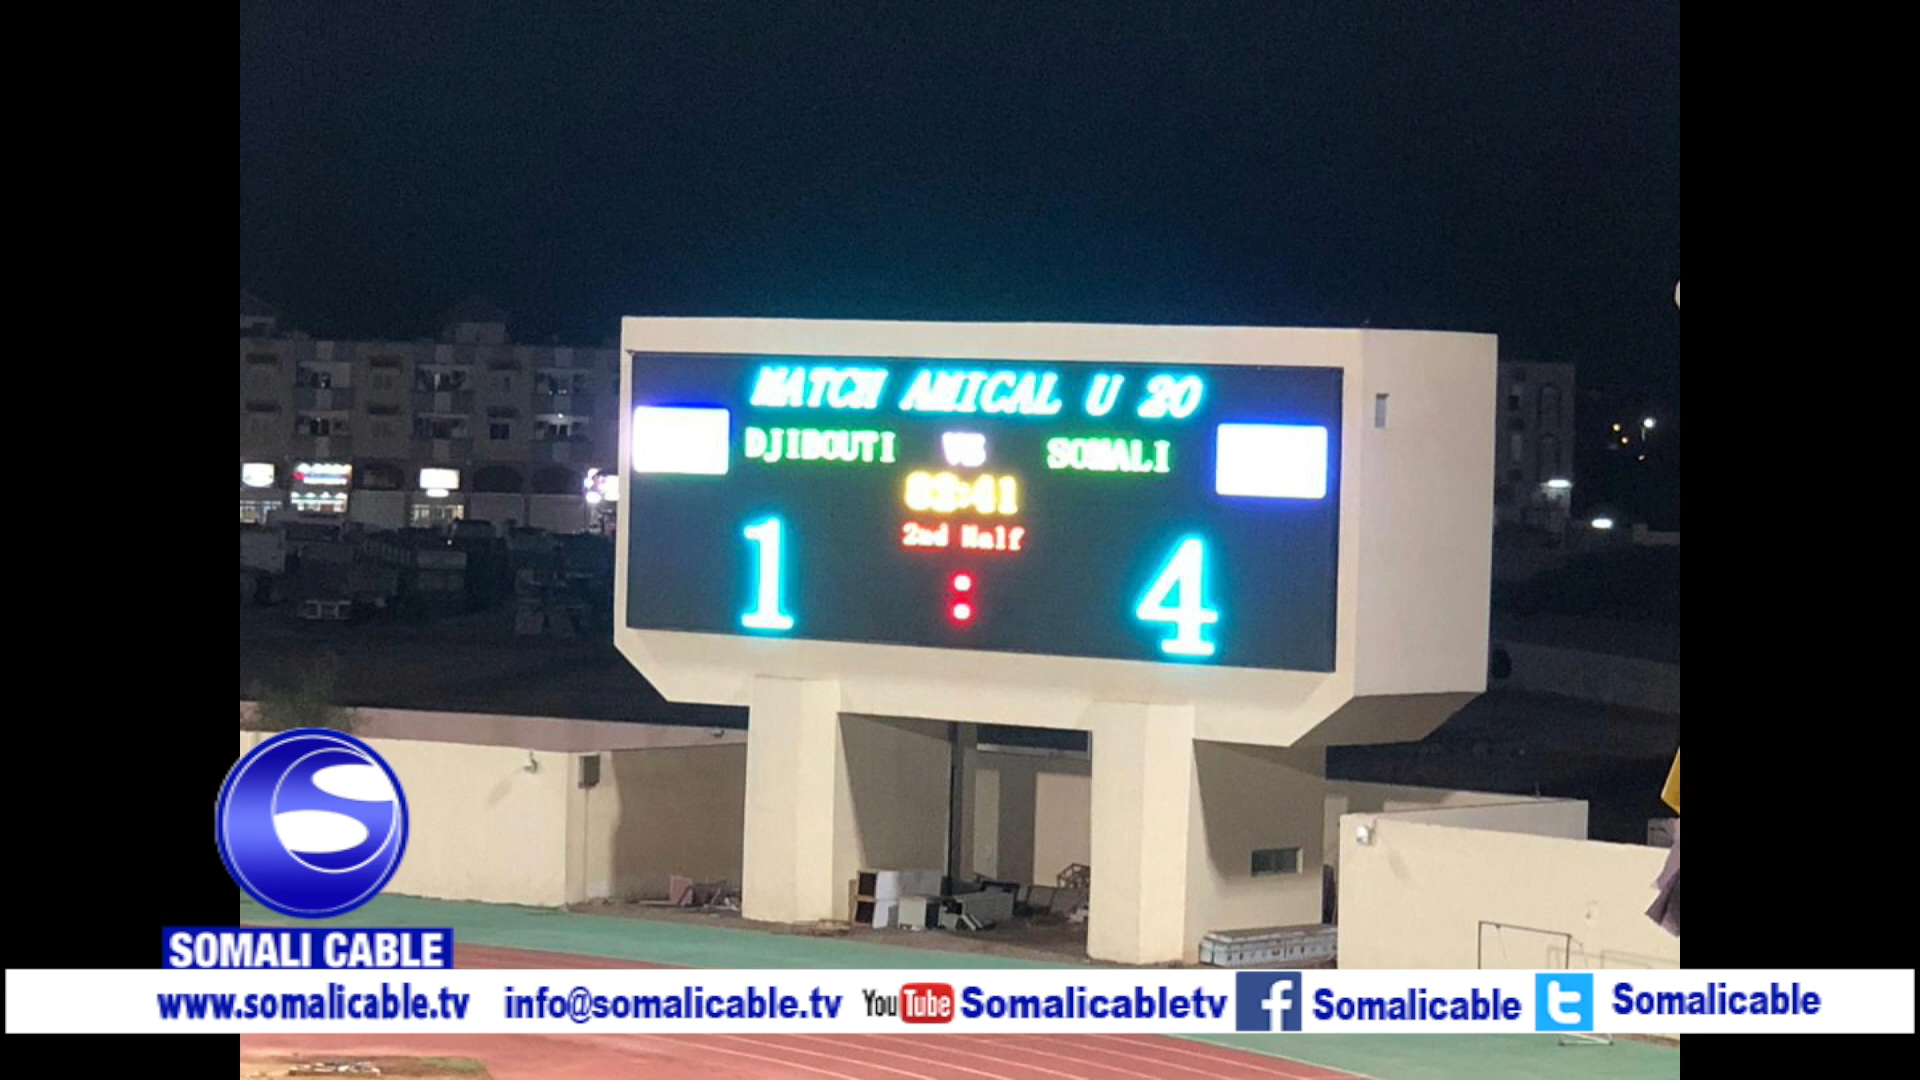 MATCH AMICAL U 20
DJIBOUTI VS SOMALI
2nd Half
1 : 4
SOMALI CABLE
www.somalicable.tv info@somalicable.tv YouTube Somalicabletv f Somalicable t Somalicable